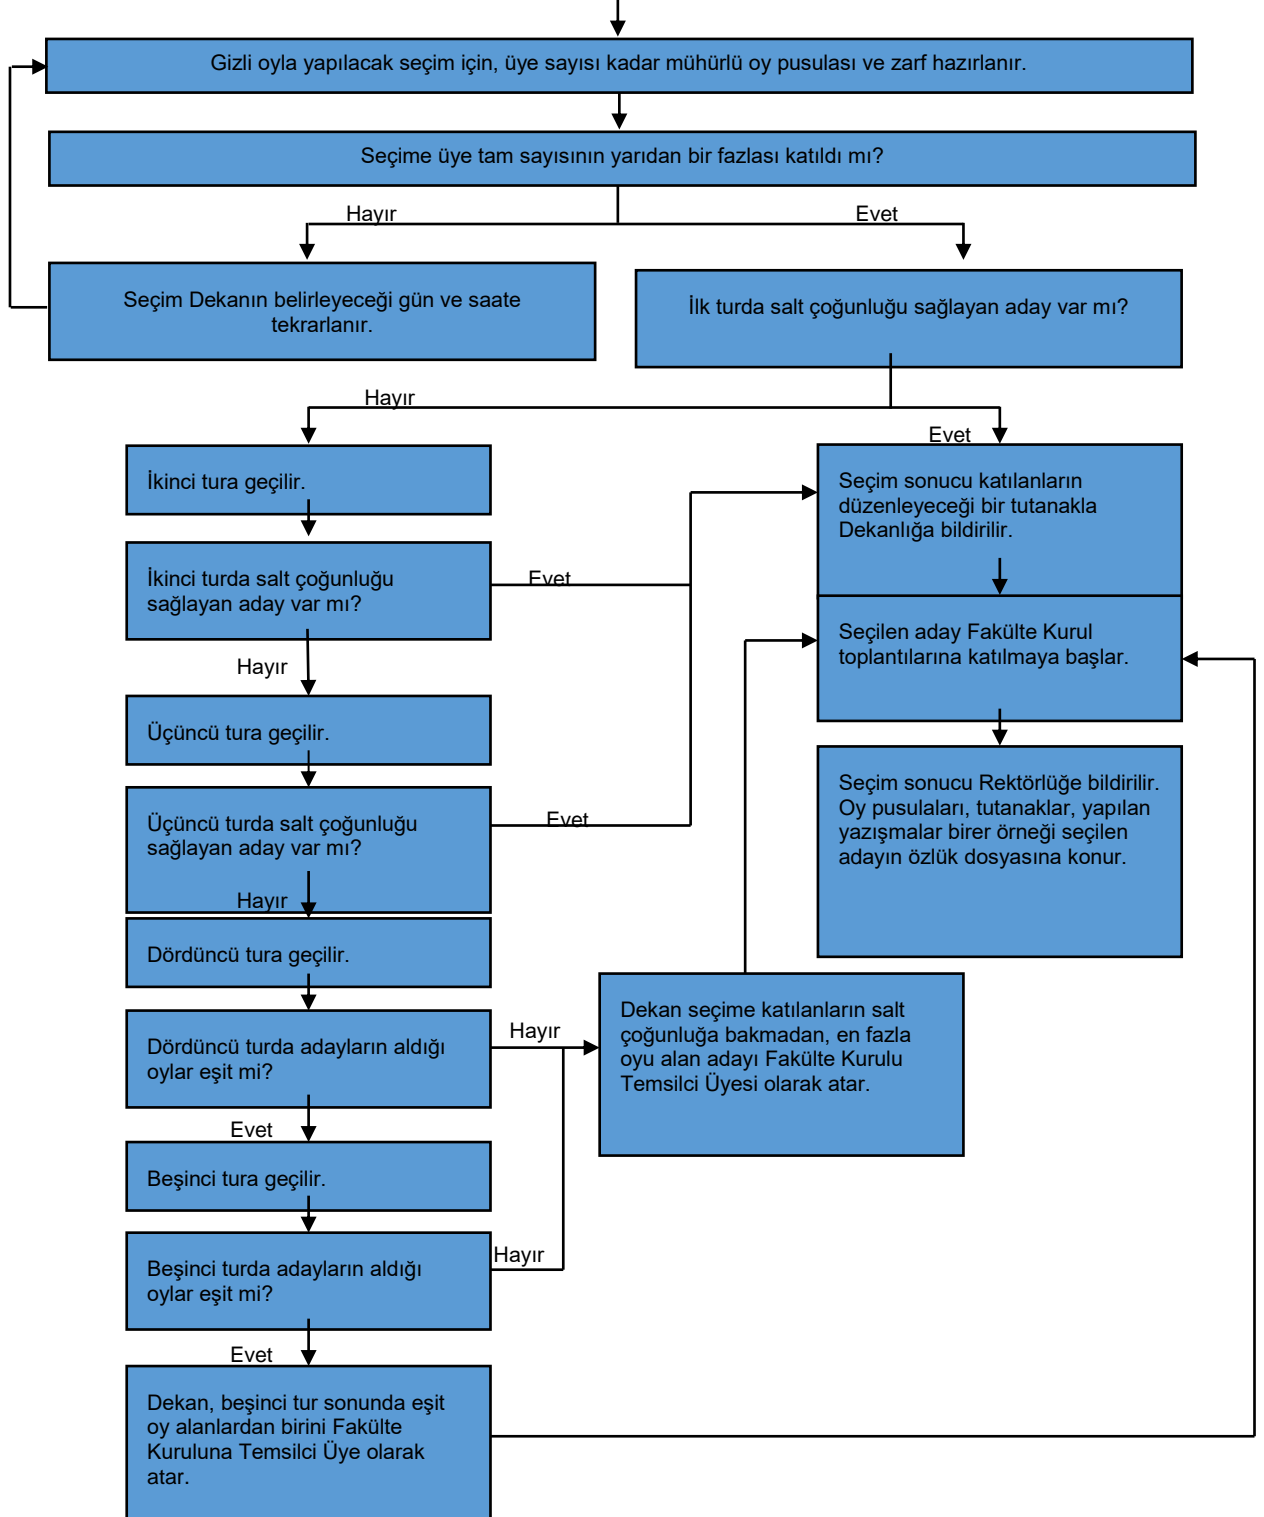 Gizli oyla yapılacak seçim için, üye sayısı kadar mühürlü oy pusulası ve zarf hazırlanır.
Seçime üye tam sayısının yarıdan bir fazlası katıldı mı?
Hayır
Evet
Seçim Dekanın belirleyeceği gün ve saate
tekrarlanır.
İlk turda salt çoğunluğu sağlayan aday var mı?
Hayır
Evet
İkinci tura geçilir.
Seçim sonucu katılanların
düzenleyeceği bir tutanakla
Dekanlığa bildirilir.
İkinci turda salt çoğunluğu
sağlayan aday var mı?
Evet
Seçilen aday Fakülte Kurul
toplantılarına katılmaya başlar.
Hayır
Üçüncü tura geçilir.
Seçim sonucu Rektörlüğe bildirilir.
Oy pusulaları, tutanaklar, yapılan
yazışmalar birer örneği seçilen
adayın özlük dosyasına konur.
Üçüncü turda salt çoğunluğu
sağlayan aday var mı?
Evet
Hayır
Dördüncü tura geçilir.
Dekan seçime katılanların salt
çoğunluğa bakmadan, en fazla
oyu alan adayı Fakülte Kurulu
Temsilci Üyesi olarak atar.
Hayır
Dördüncü turda adayların aldığı
oylar eşit mi?
Evet
Beşinci tura geçilir.
Hayır
Beşinci turda adayların aldığı
oylar eşit mi?
Evet
Dekan, beşinci tur sonunda eşit
oy alanlardan birini Fakülte
Kuruluna Temsilci Üye olarak
atar.